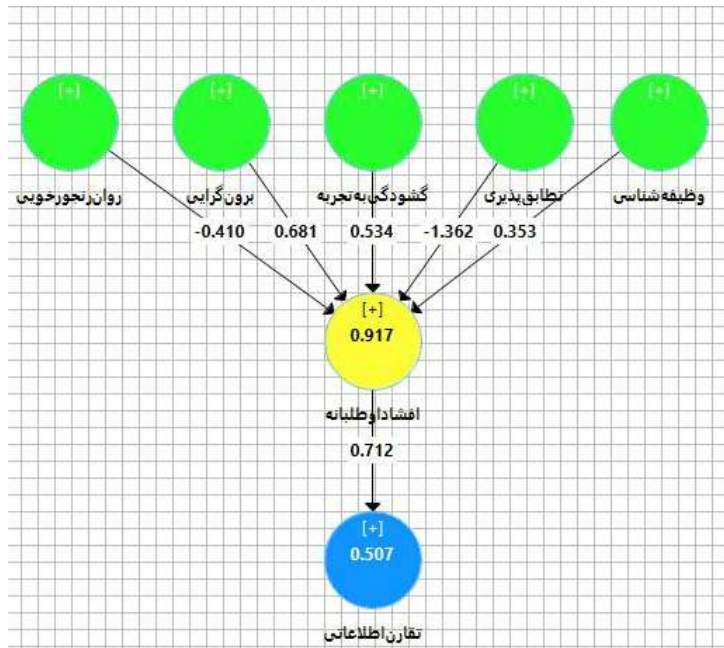 [+] [+] [+] [+] [+]
روان‌رنجورخویی برون‌گرایی گشودگی‌به‌تجربه تطابق‌پذیری وظیفه‌شناسی
-0.410 0.681 0.534 -1.362 0.353
[+]
0.917
افشاداوطلبانه
0.712
[+]
0.507
تقارن‌اطلاعاتی